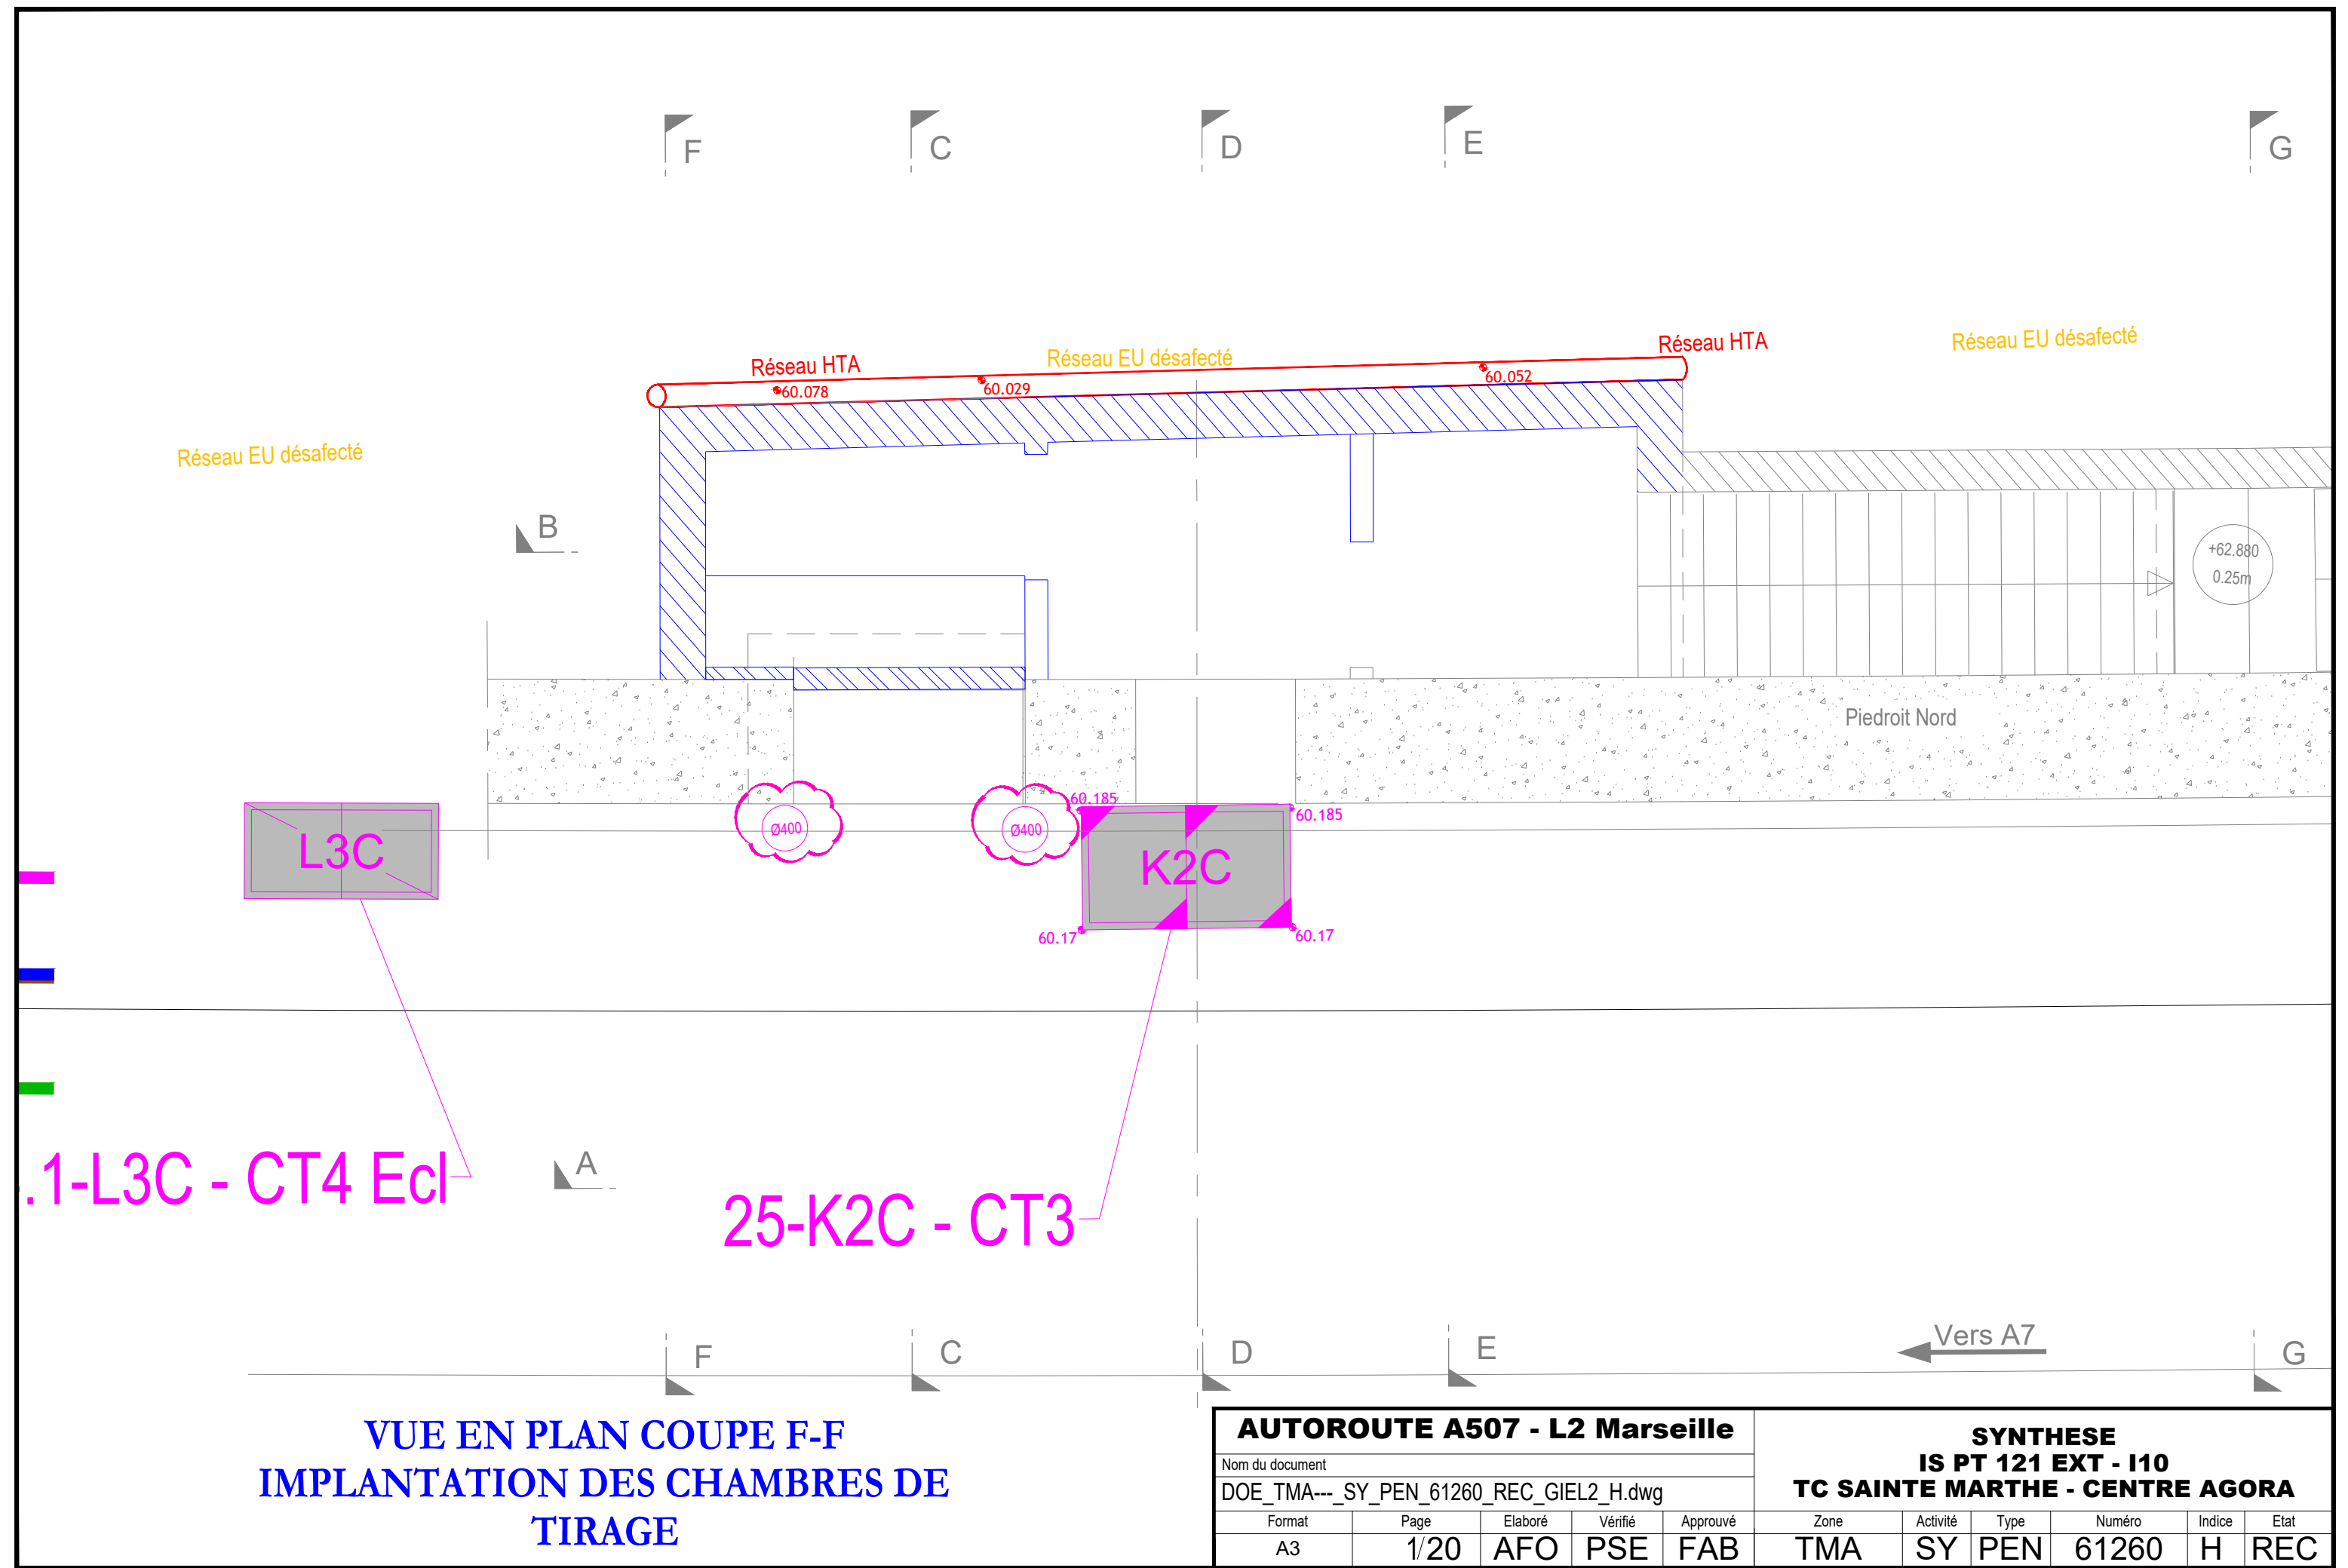 F
C
D
E
G
Réseau HTA
Réseau EU désafecté
Réseau HTA
Réseau EU désafecté
60.078
60.029
60.052
Réseau EU désafecté
B
+62.880
0.25m
Piedroit Nord
60.185
60.185
Ø400
Ø400
L3C
K2C
60.17
60.17
.1-L3C - CT4 Ecl
A
25-K2C - CT3
Vers A7
F
C
D
E
G
VUE EN PLAN COUPE F-F
IMPLANTATION DES CHAMBRES DE
TIRAGE
AUTOROUTE A507 - L2 Marseille
Nom du document
DOE_TMA---_SY_PEN_61260_REC_GIEL2_H.dwg
SYNTHESE
IS PT 121 EXT - I10
TC SAINTE MARTHE - CENTRE AGORA
Format Page Elaboré Vérifié Approuvé Zone Activité Type Numéro Indice Etat
A3 1/20 AFO PSE FAB TMA SY PEN 61260 H REC